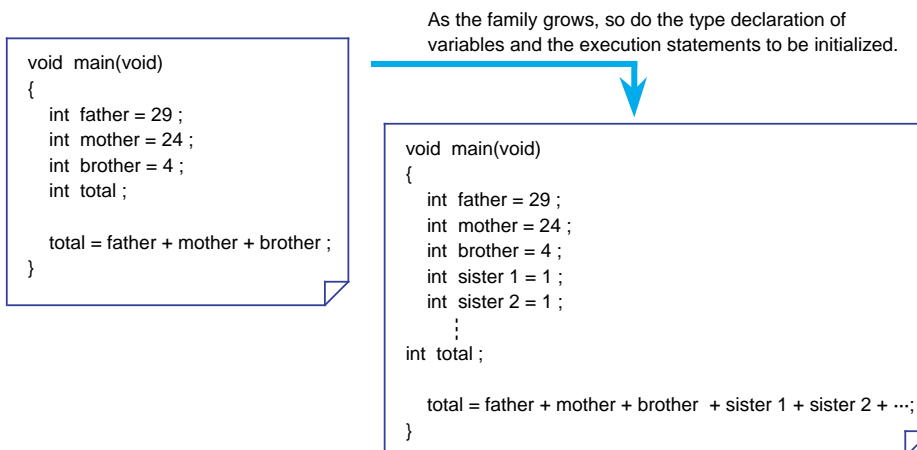 As the family grows, so do the type declaration of
variables and the execution statements to be initialized.
void main(void)
{
int father = 29 ;
int mother = 24 ;
int brother = 4 ;
int total ;
total = father + mother + brother ;
}
void main(void)
{
int father = 29 ;
int mother = 24 ;
int brother = 4 ;
int sister 1 = 1 ;
int sister 2 = 1 ;
int total ;
total = father + mother + brother + sister 1 + sister 2 + ···;
}